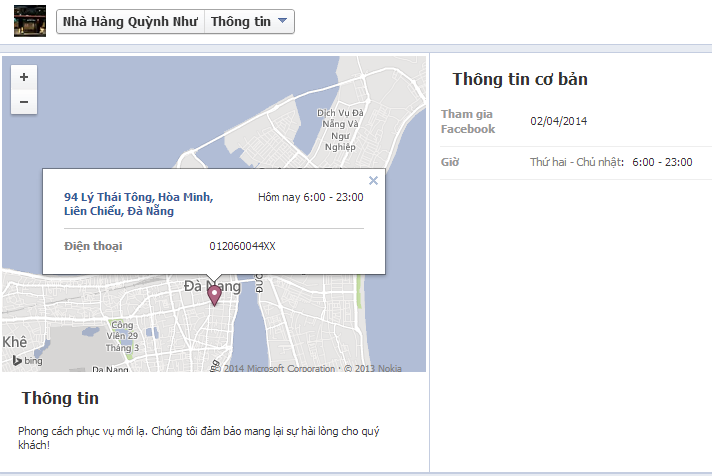 Nhà Hàng Quỳnh Như Thông tin
+
−
Dịch Vụ Đà
Nẵng Và
Ngư
Nghiệp
94 Lý Thái Tông, Hòa Minh,
Liên Chiểu, Đà Nẵng
Hôm nay 6:00 - 23:00
Điện thoại 012060044XX
Đà Nang
ĐƯỜ
Công
Viên 29
Tháng 3
Khê
bing
Da Nang
© 2014 Microsoft Corporation · © 2013 Nokia
Thông tin
Phong cách phục vụ mới lạ. Chúng tôi đảm bảo mang lại sự hài lòng cho quý
khách!
Thông tin cơ bản
Tham gia
Facebook
02/04/2014
Giờ Thứ hai - Chủ nhật: 6:00 - 23:00